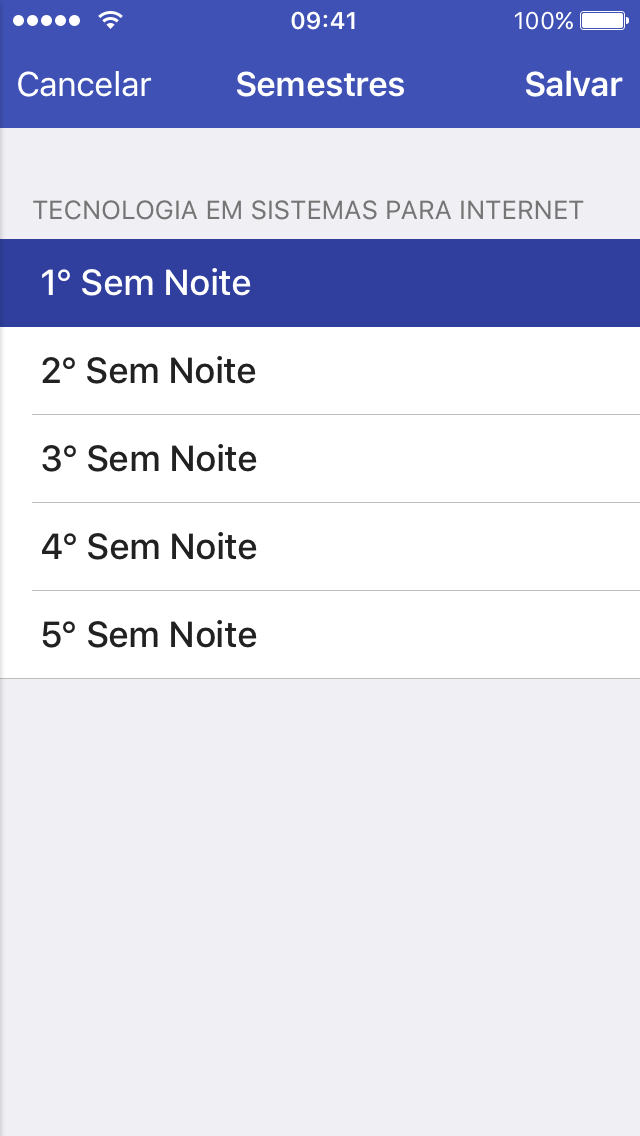 09:41
100%
Cancelar
Semestres
Salvar
TECNOLOGIA EM SISTEMAS PARA INTERNET
1° Sem Noite
2° Sem Noite
3° Sem Noite
4° Sem Noite
5° Sem Noite